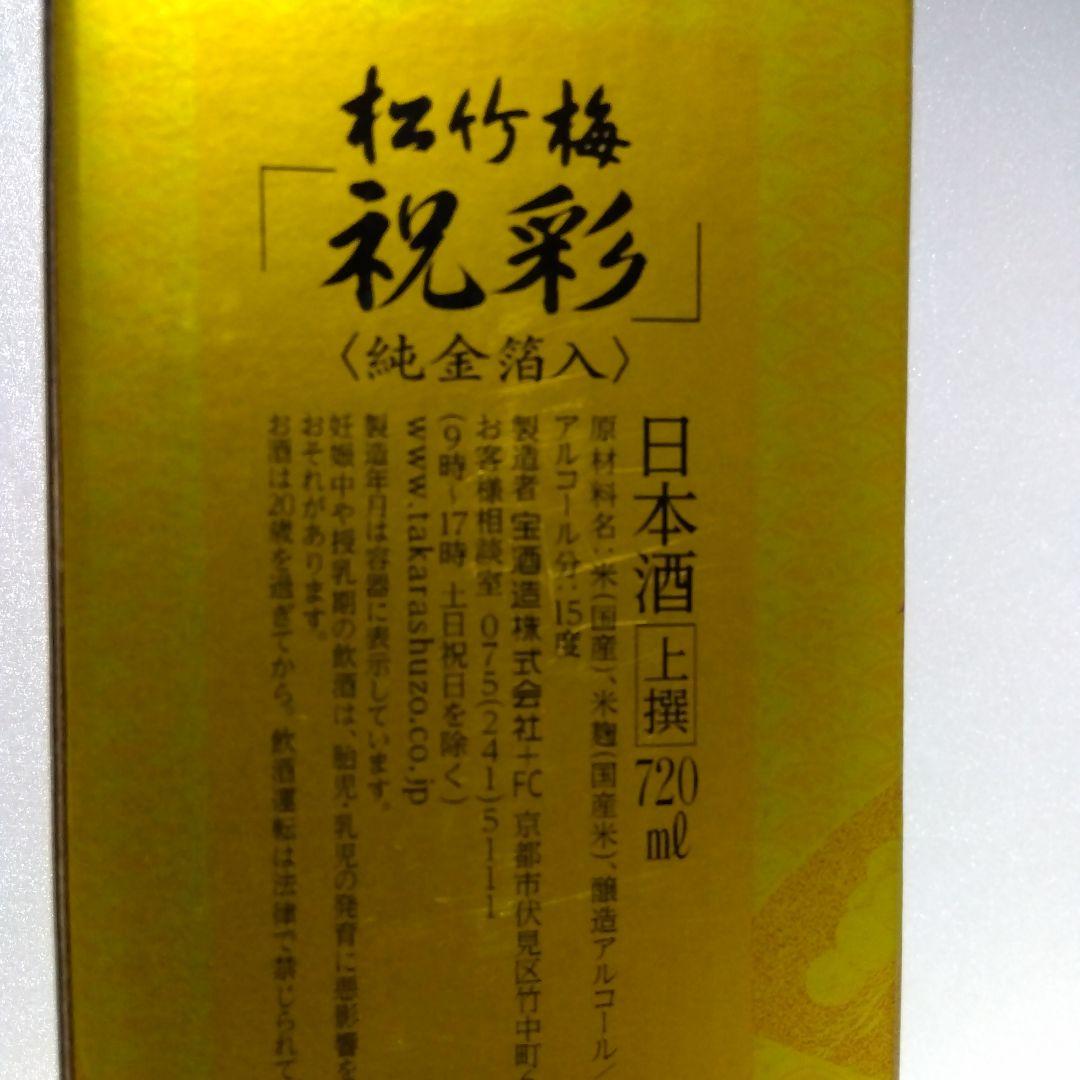 松竹梅
「祝彩」
〈純金箔入〉
日本酒 上撰 720ml
原材料名：米(国産)、米麹(国産米)、醸造アルコール／
アルコール分：15度
製造者 宝酒造株式会社＋FC 京都市伏見区竹中町
お客様相談室 075(241)5111
(9時～17時 土日祝日を除く)
www.takarashuzo.co.jp
製造年月は容器に表示しています。
妊娠中や授乳期の飲酒は、胎児・乳児の発育に悪影響を
おそれがあります。
お酒は20歳を過ぎてから。飲酒運転は法律で禁じられて